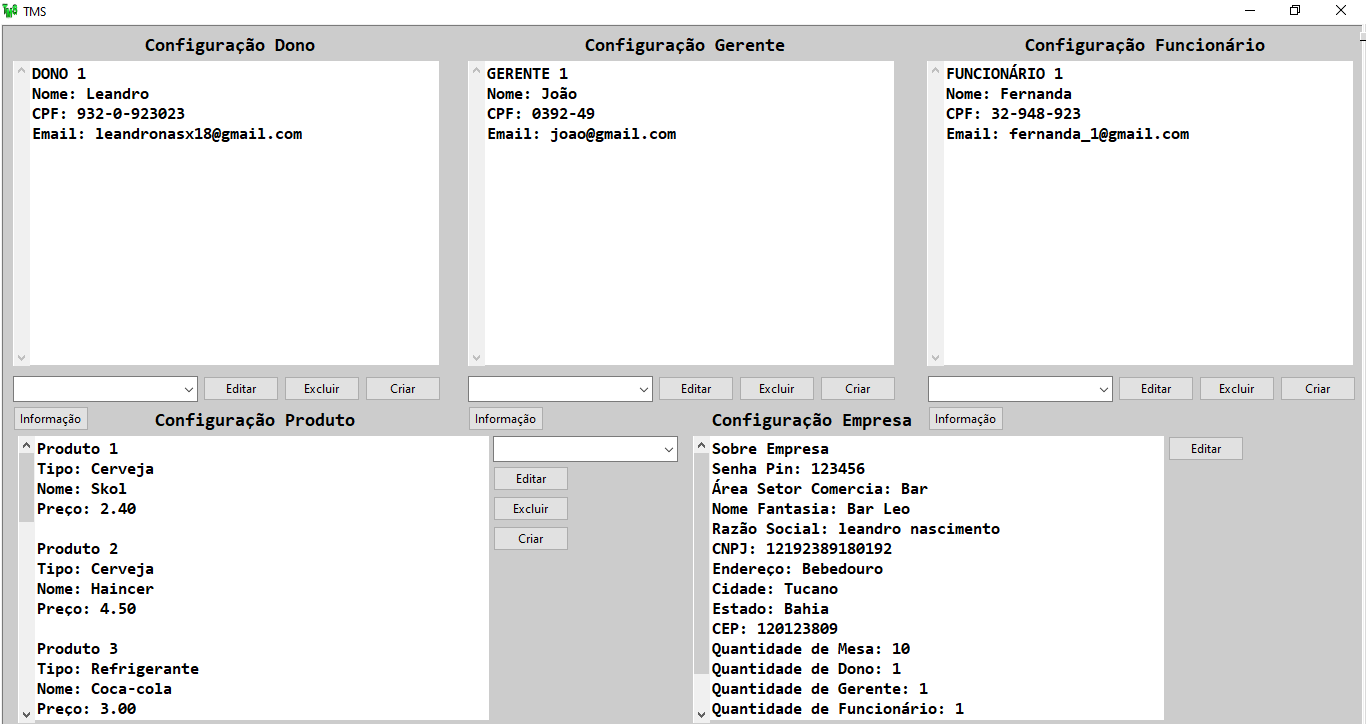 TMS
Configuração Dono
DONO 1
Nome: Leandro
CPF: 932-0-923023
Email: leandronasx18@gmail.com
Editar
Excluir
Criar
Informação
Configuração Gerente
GERENTE 1
Nome: João
CPF: 0392-49
Email: joao@gmail.com
Editar
Excluir
Criar
Informação
Configuração Funcionário
FUNCIONÁRIO 1
Nome: Fernanda
CPF: 32-948-923
Email: fernanda_1@gmail.com
Editar
Excluir
Criar
Informação
Configuração Produto
Produto 1
Tipo: Cerveja
Nome: Skol
Preço: 2.40
Produto 2
Tipo: Cerveja
Nome: Haincer
Preço: 4.50
Produto 3
Tipo: Refrigerante
Nome: Coca-cola
Preço: 3.00
Editar
Excluir
Criar
Configuração Empresa
Sobre Empresa
Senha Pin: 123456
Área Setor Comercia: Bar
Nome Fantasia: Bar Leo
Razão Social: leandro nascimento
CNPJ: 12192389180192
Endereço: Bebedouro
Cidade: Tucano
Estado: Bahia
CEP: 120123809
Quantidade de Mesa: 10
Quantidade de Dono: 1
Quantidade de Gerente: 1
Quantidade de Funcionário: 1
Editar